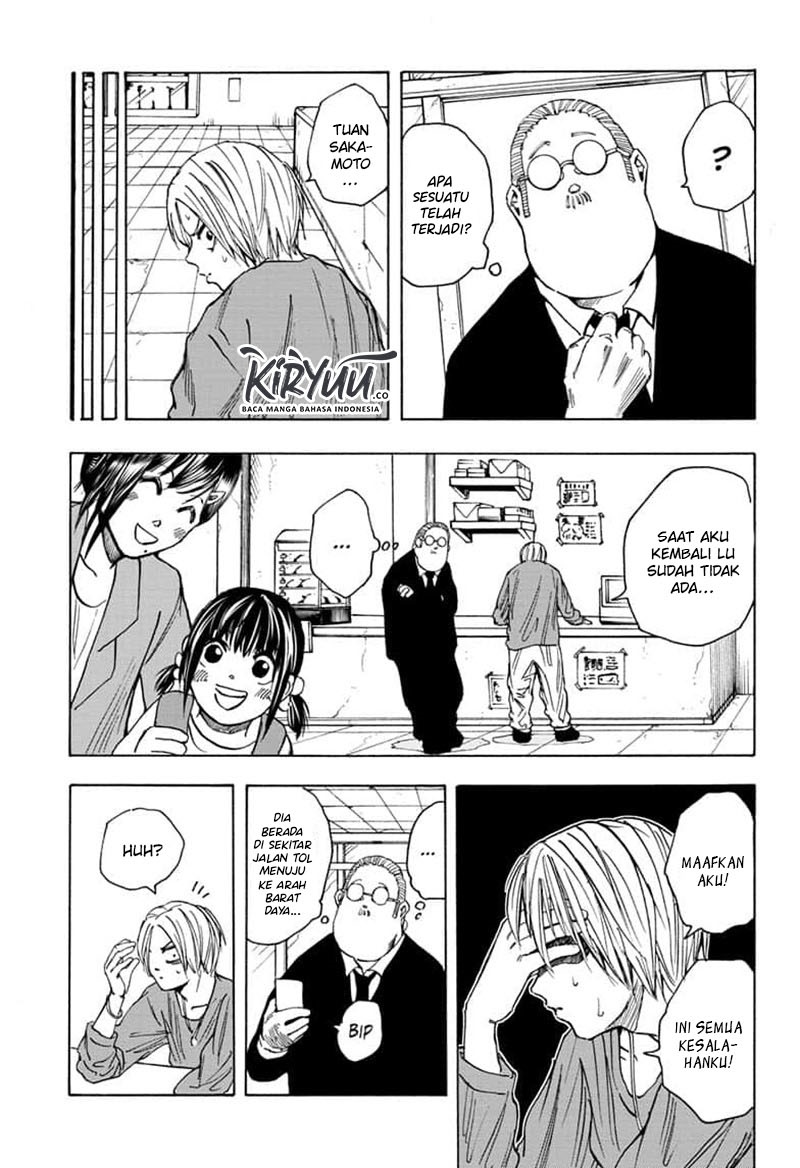 ?
APA
SESUATU
TELAH
TERJADI?
TUAN
SAKA-
MOTO
...
KIRYUU.CO
BACA MANGA BAHASA INDONESIA
SAAT AKU
KEMBALI LU
SUDAH TIDAK
ADA...
...
MAAFKAN
AKU!
INI SEMUA
KESALA-
HANKU!
...
DIA
BERADA
DI SEKITAR
JALAN TOL
MENUJU
KE ARAH
BARAT
DAYA...
BIP
HUH?